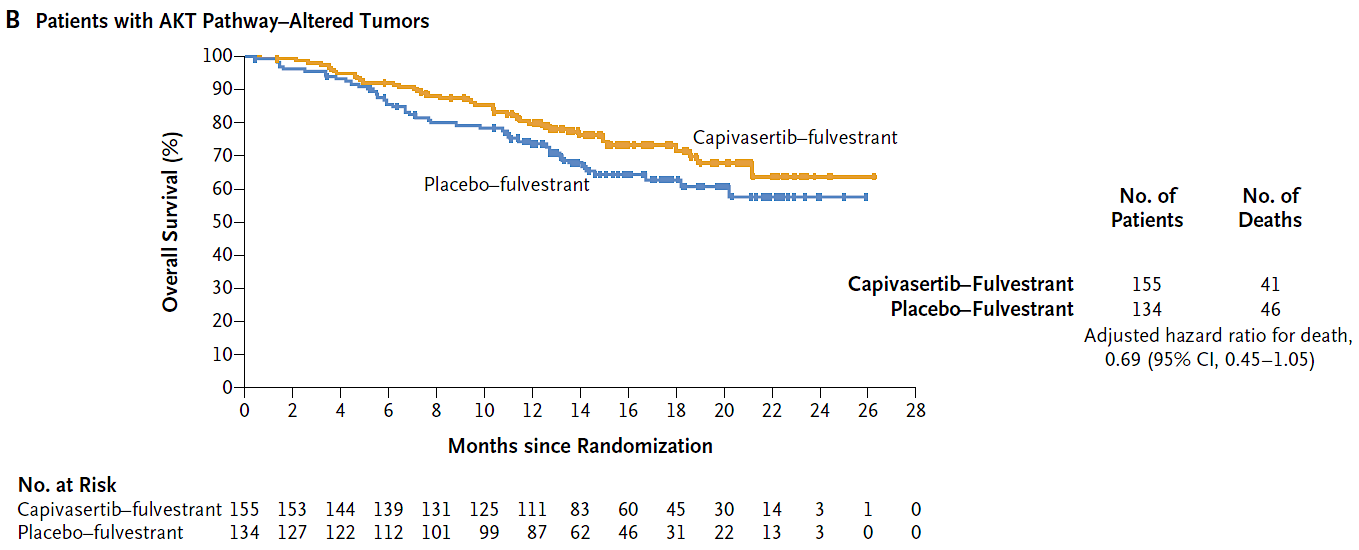 B Patients with AKT Pathway–Altered Tumors
100
90
80
70
60
50
40
30
20
10
0
Overall Survival (%)
Capivasertib–fulvestrant
Placebo–fulvestrant
0 2 4 6 8 10 12 14 16 18 20 22 24 26 28
Months since Randomization
No. of Patients
No. of Deaths
Capivasertib–Fulvestrant 155 41
Placebo–Fulvestrant 134 46
Adjusted hazard ratio for death,
0.69 (95% CI, 0.45–1.05)
No. at Risk
Capivasertib–fulvestrant 155 153 144 139 131 125 111 83 60 45 30 14 3 1 0
Placebo–fulvestrant 134 127 122 112 101 99 87 62 46 31 22 13 3 0 0